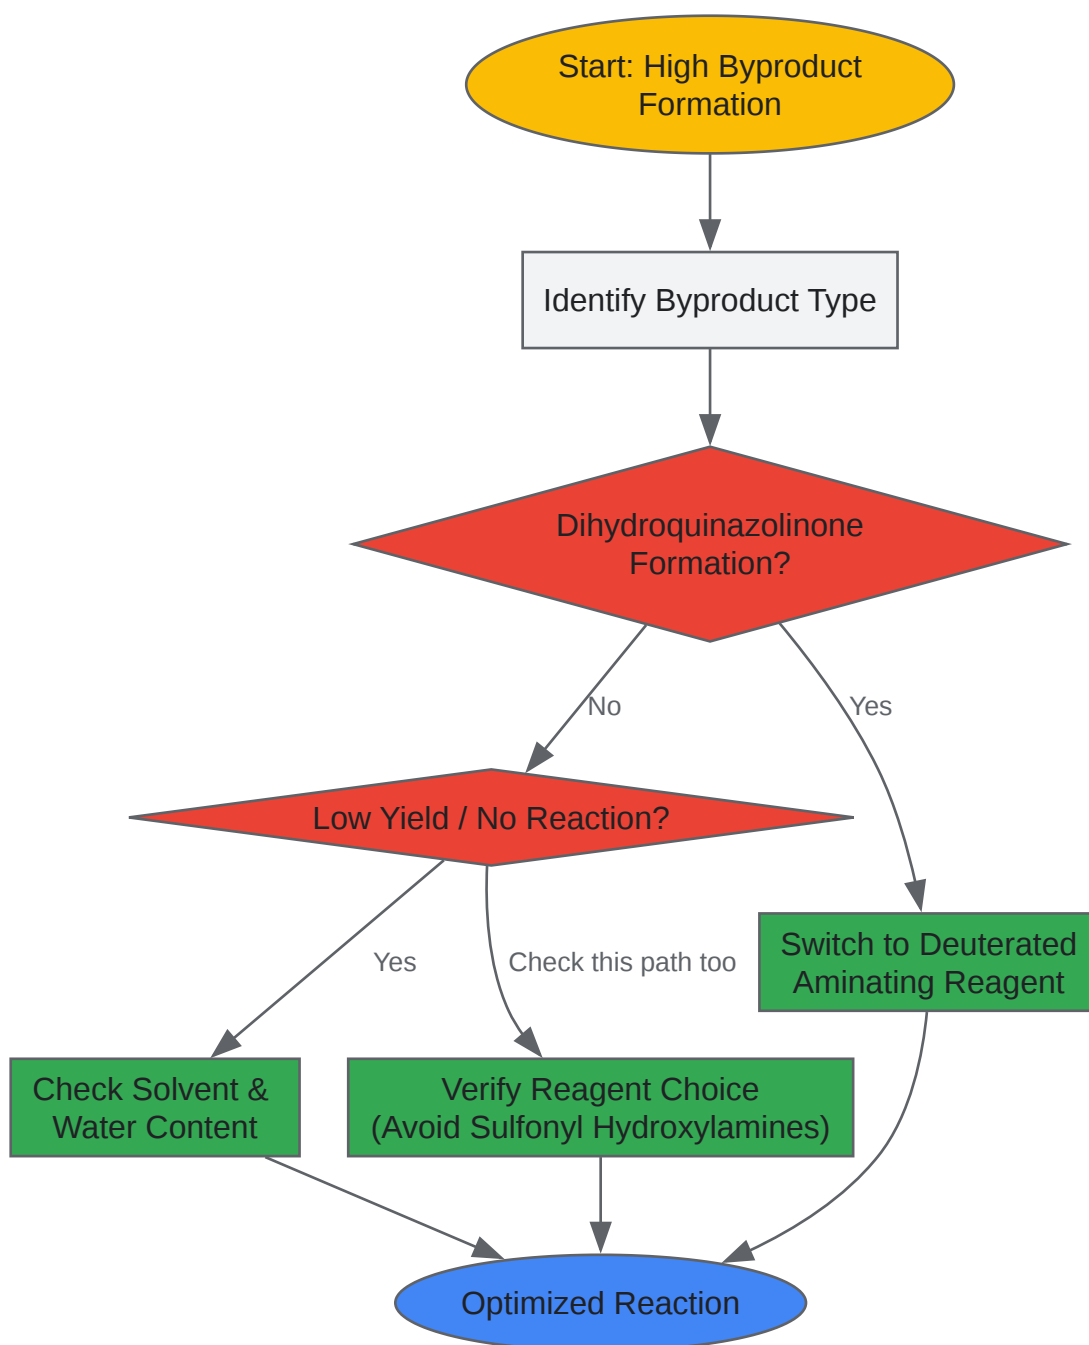 Start: High Byproduct
Formation
Identify Byproduct Type
Dihydroquinazolinone
Formation?
No
Yes
Low Yield / No Reaction?
Switch to Deuterated
Aminating Reagent
Yes
Check this path too
Check Solvent &
Water Content
Verify Reagent Choice
(Avoid Sulfonyl Hydroxylamines)
Optimized Reaction